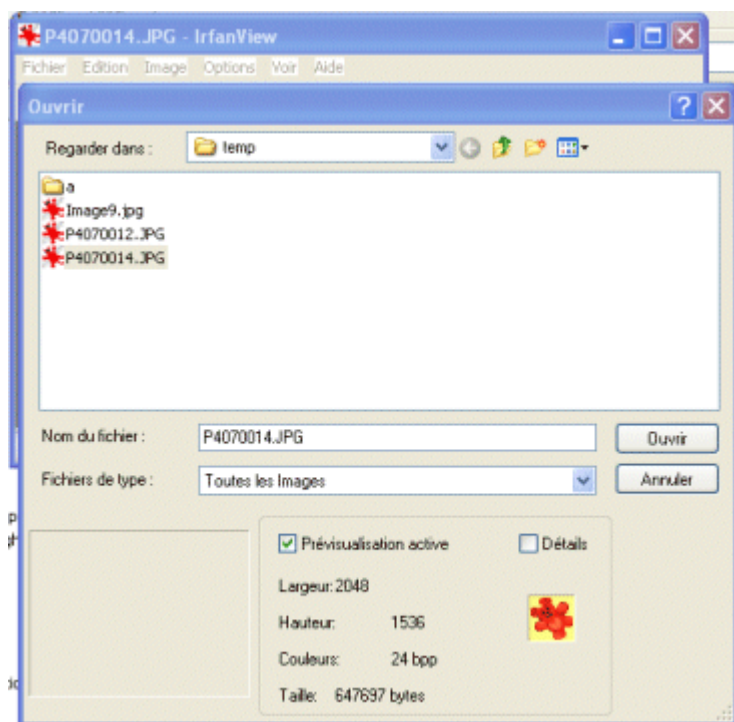 P4070014.JPG - IrfanView
Fichier Edition Image Options Voir Aide
Ouvrir
Regarder dans : temp
a
Image9.jpg
P4070012.JPG
P4070014.JPG
Nom du fichier : P4070014.JPG Ouvrir
Fichiers de type : Toutes les Images Annuler
Prévisualisation active Détails
Largeur: 2048
Hauteur: 1536
Couleurs: 24 bpp
Taille: 647697 bytes